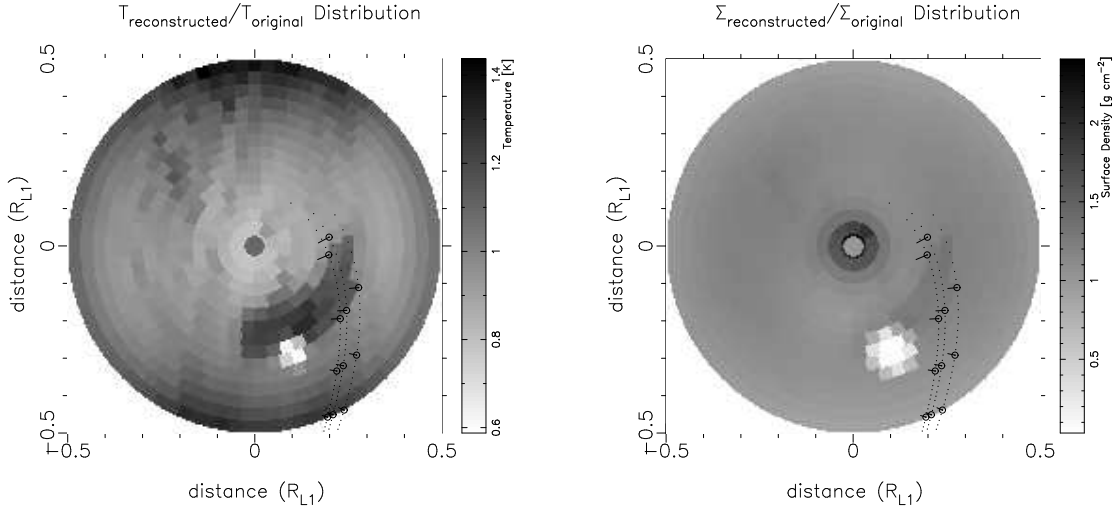 T_reconstructed/T_original Distribution
Σ_reconstructed/Σ_original Distribution
0.5
0
-0.5
distance (R_L1)
-0.5
0
0.5
distance (R_L1)
1.4
1.2
1
0.8
0.6
Temperature [K]
0.5
0
-0.5
distance (R_L1)
-0.5
0
0.5
distance (R_L1)
2
1.5
1
0.5
Surface Density [g cm^-2]